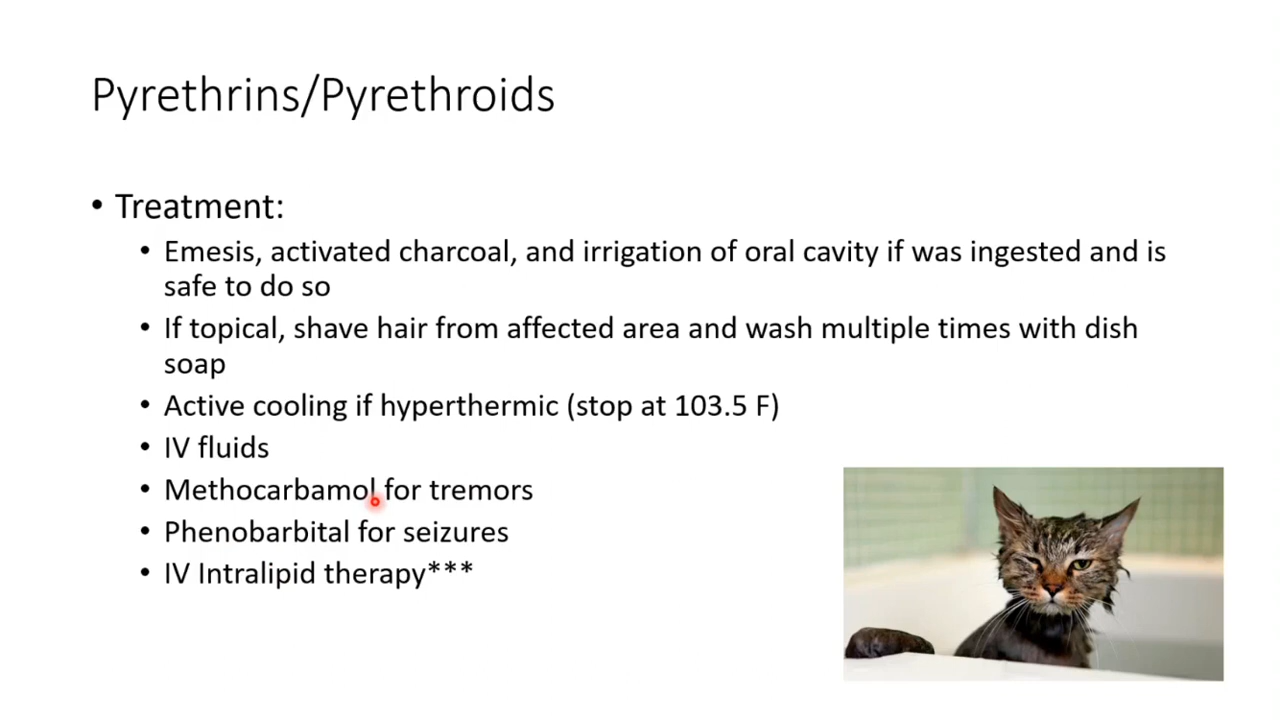 Pyrethrins/Pyrethroids
• Treatment:
• Emesis, activated charcoal, and irrigation of oral cavity if was ingested and is
safe to do so
• If topical, shave hair from affected area and wash multiple times with dish
soap
• Active cooling if hyperthermic (stop at 103.5 F)
• IV fluids
• Methocarbamol for tremors
• Phenobarbital for seizures
• IV Intralipid therapy***